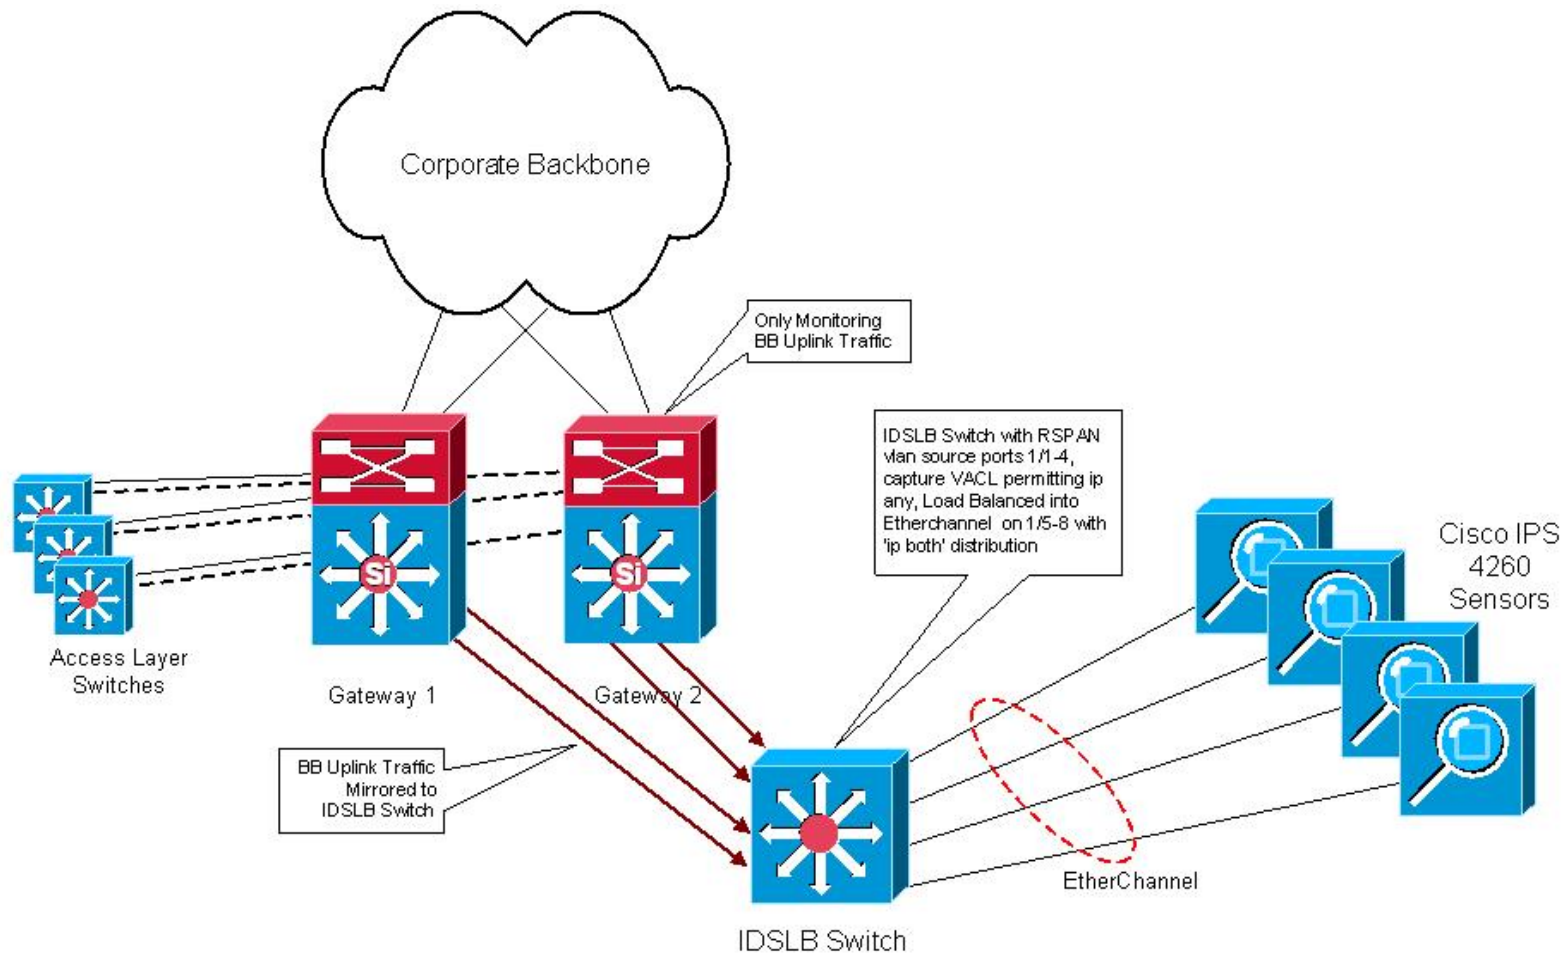 Corporate Backbone
Only Monitoring
BB Uplink Traffic
IDSLB Switch with RSPAN
vlan source ports 1/1-4,
capture VACL permitting ip
any, Load Balanced into
Etherchannel on 1/5-8 with
'ip both' distribution
Cisco IPS
4260
Sensors
Si
Si
Access Layer
Switches
Gateway 1
Gateway 2
BB Uplink Traffic
Mirrored to
IDSLB Switch
EtherChannel
IDSLB Switch